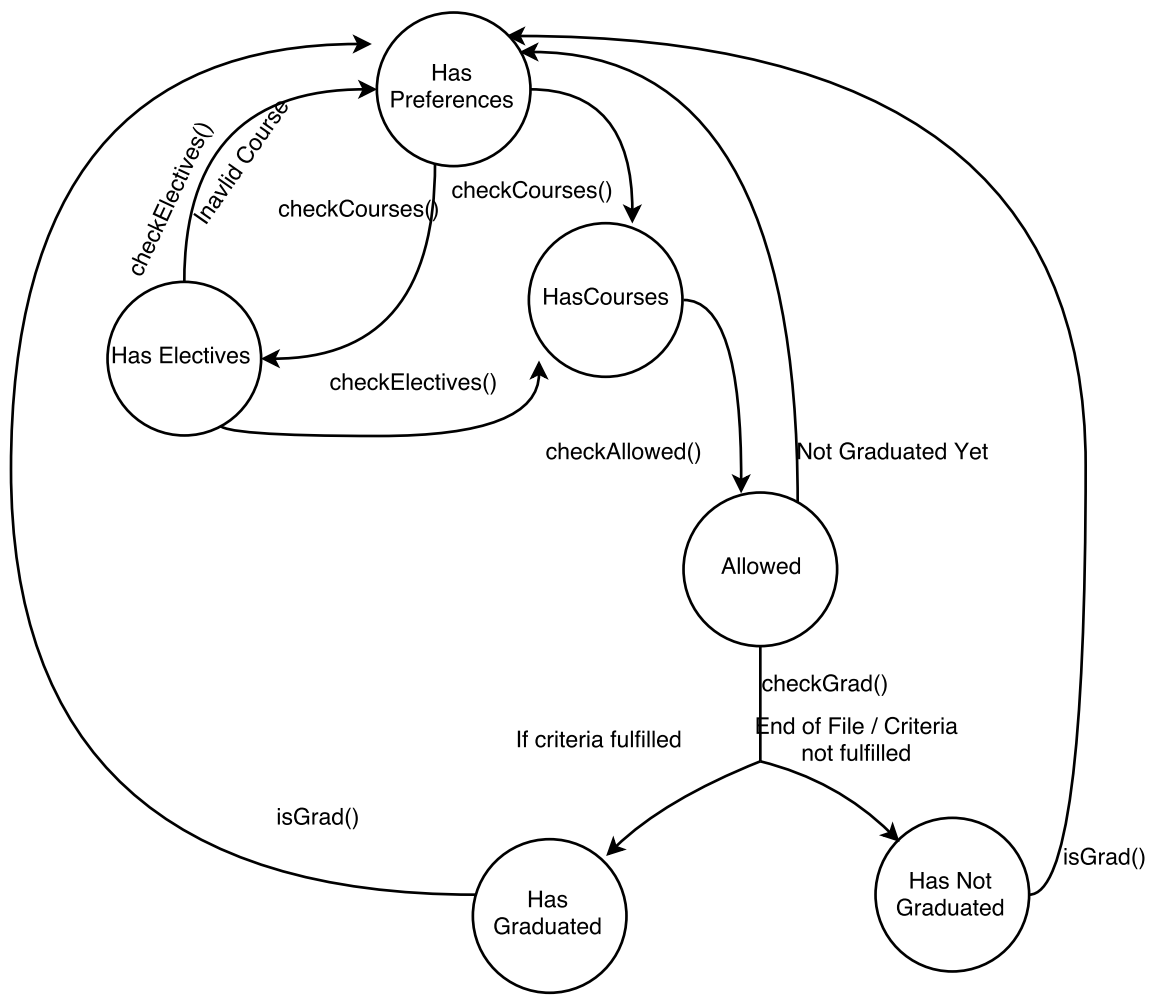 Has
Preferences
checkElectives()
Inavlid Course
checkCourses()
checkCourses()
HasCourses
Has Electives
checkElectives()
checkAllowed()
Not Graduated Yet
Allowed
checkGrad()
If criteria fulfilled
End of File / Criteria
not fulfilled
isGrad()
isGrad()
Has
Graduated
Has Not
Graduated